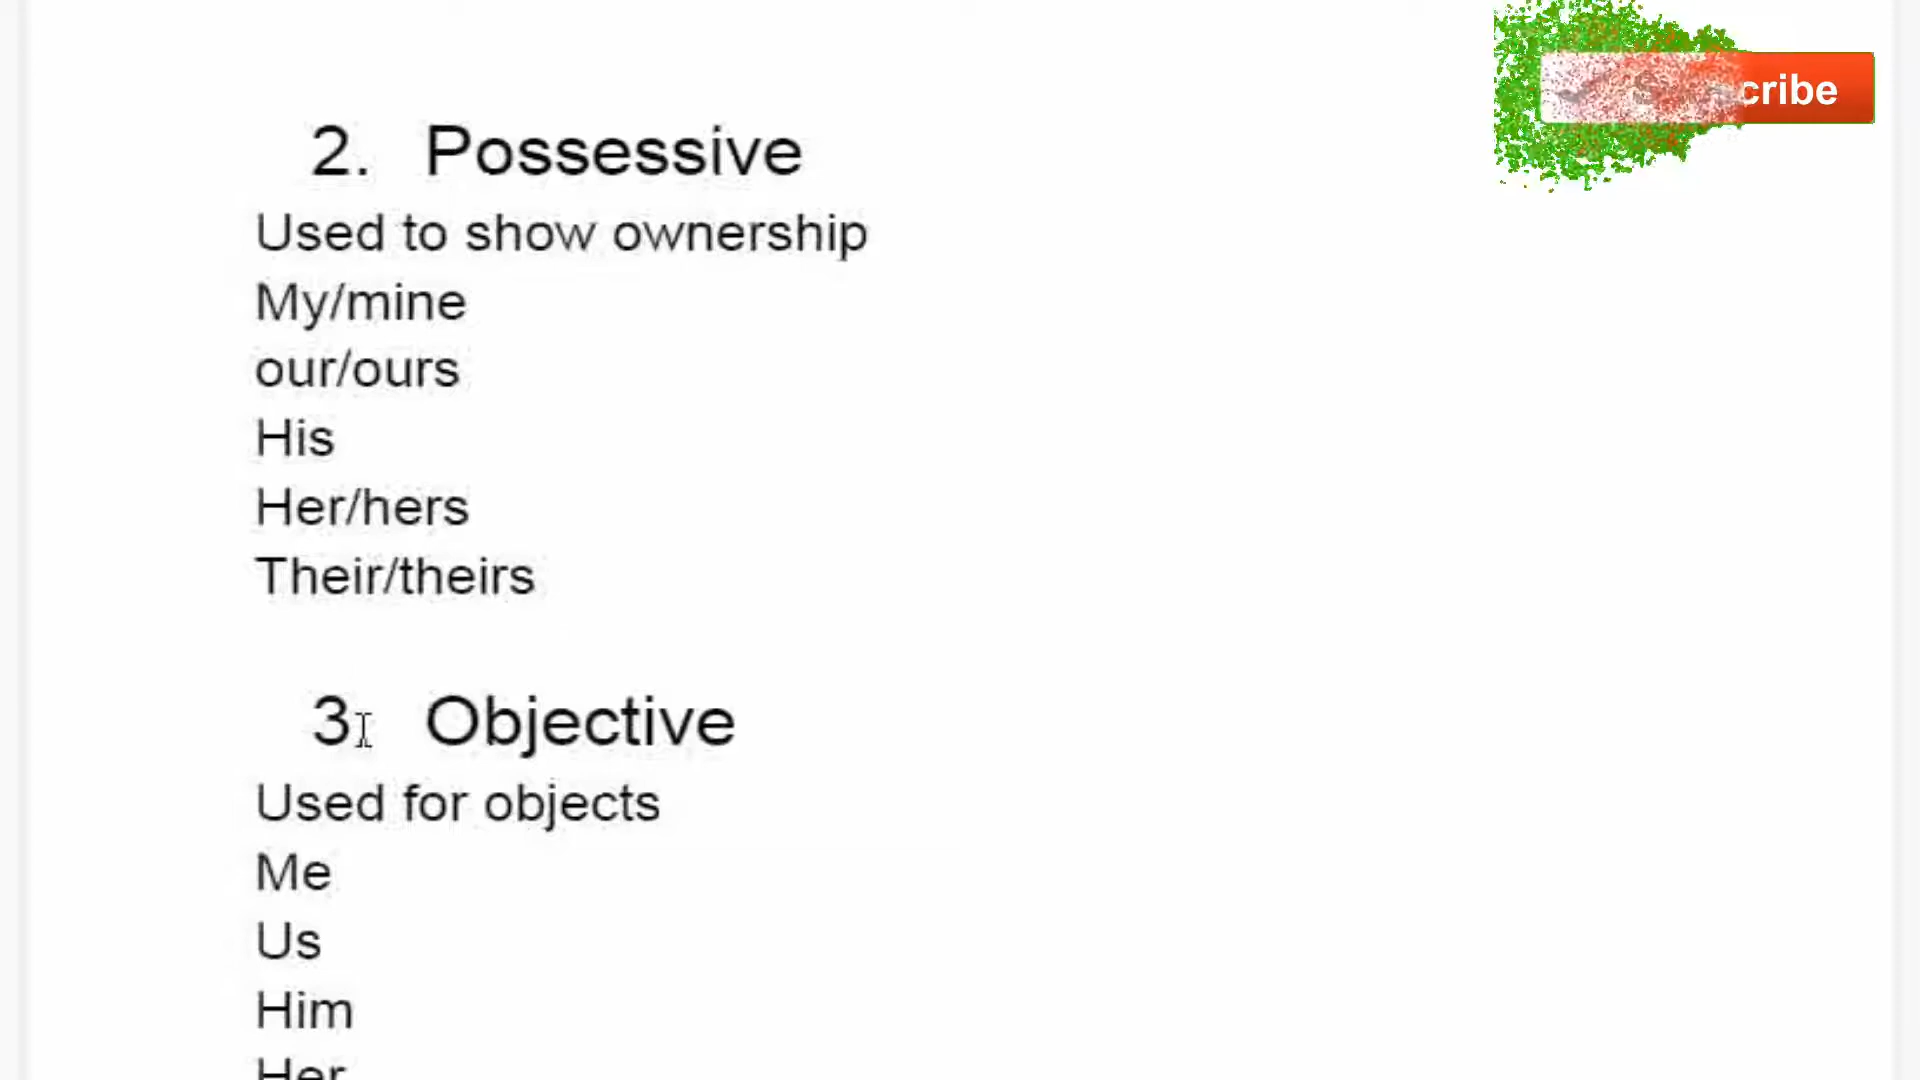 cribe
2. Possessive
Used to show ownership
My/mine
our/ours
His
Her/hers
Their/theirs
3. Objective
Used for objects
Me
Us
Him
Her